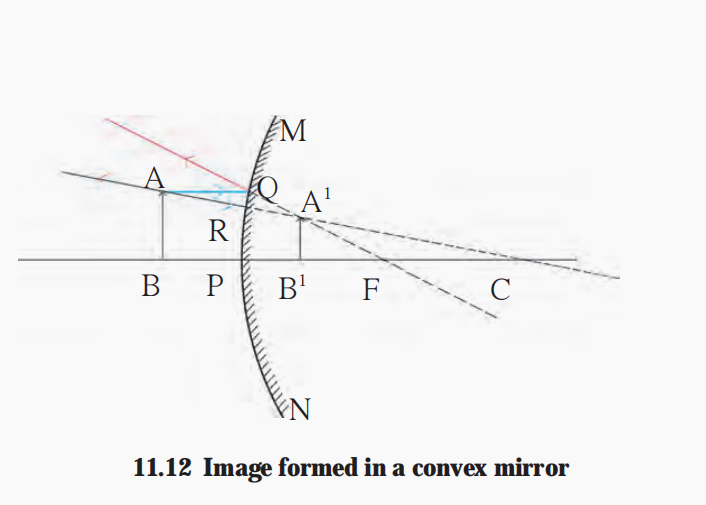 M
A
Q
A¹
R
B P B¹ F C
N
11.12 Image formed in a convex mirror